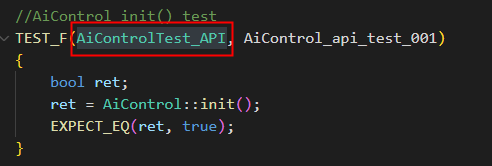 //AiControl init() test
TEST_F(AiControlTest_API, AiControl_api_test_001)
{
bool ret;
ret = AiControl::init();
EXPECT_EQ(ret, true);
}